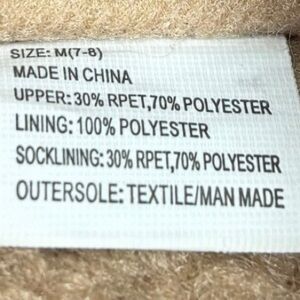 SIZE: M(7-8)
MADE IN CHINA
UPPER: 30% RPET,70% POLYESTER
LINING: 100% POLYESTER
SOCKLINING: 30% RPET,70% POLYESTER
OUTERSOLE: TEXTILE/MAN MADE